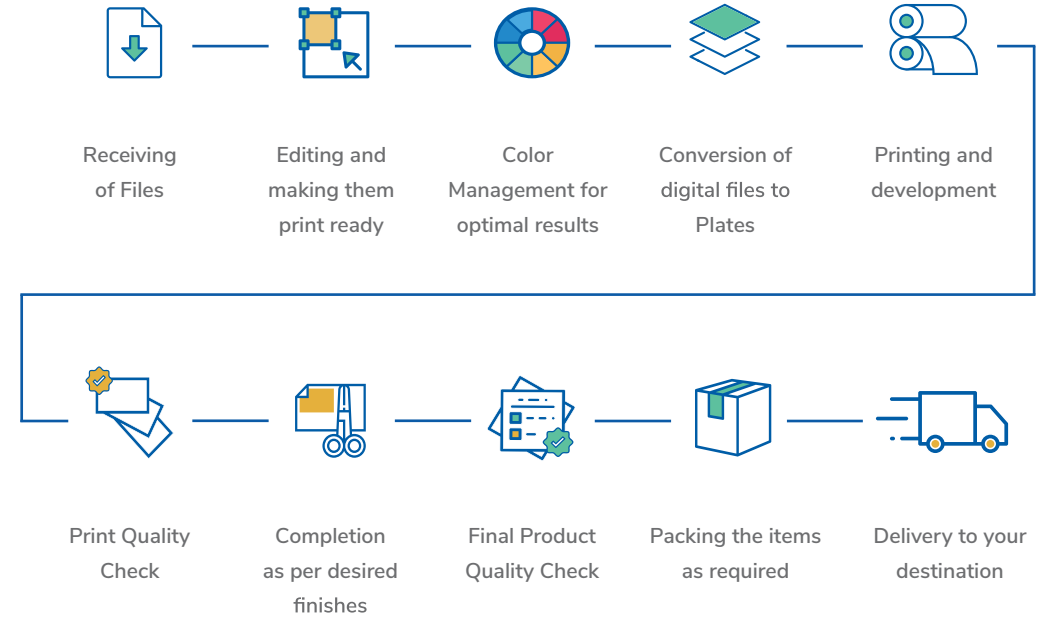 Receiving
of Files
Editing and
making them
print ready
Color
Management for
optimal results
Conversion of
digital files to
Plates
Printing and
development
Print Quality
Check
Completion
as per desired
finishes
Final Product
Quality Check
Packing the items
as required
Delivery to your
destination